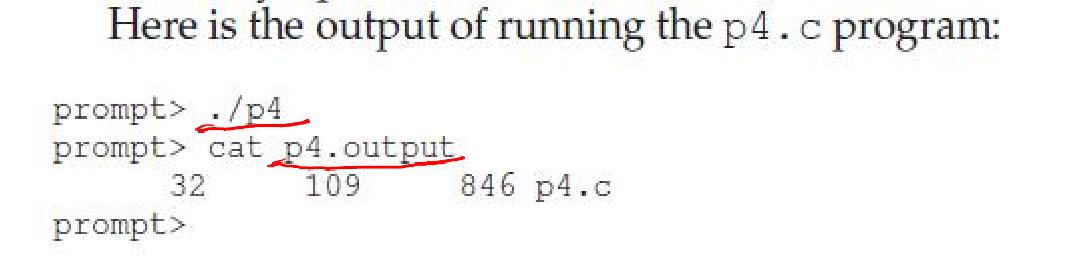 Here is the output of running the p4.c program:
prompt> ./p4
prompt> cat p4.output
32 109 846 p4.c
prompt>